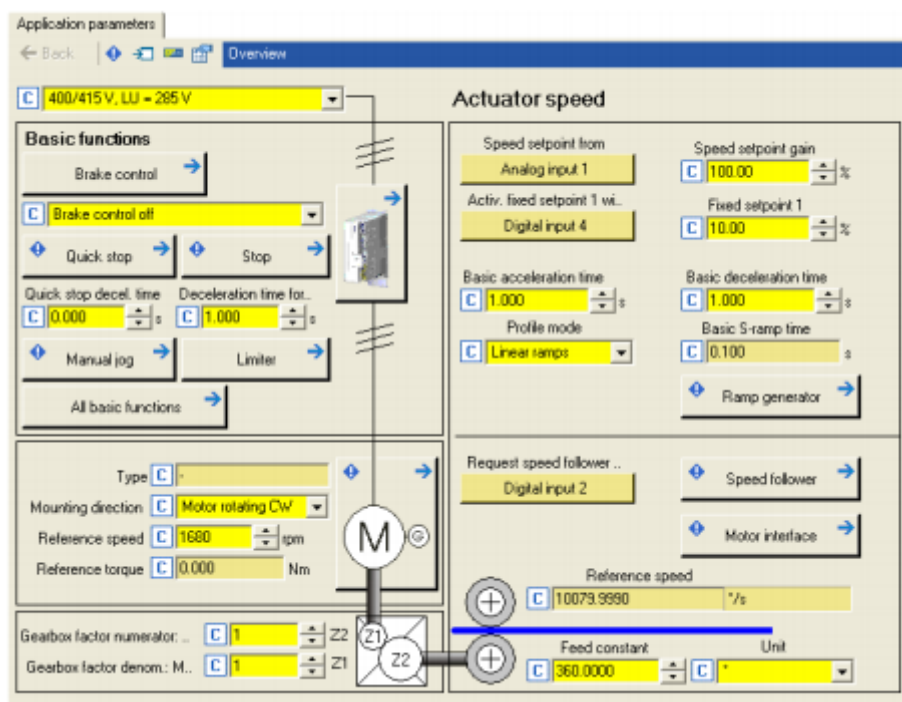 Application parameters
Back
Overview
C 400/415 V, LU = 285 V
Actuator speed
Basic functions
Brake control
C Brake control off
Quick stop
Stop
Quick stop decel. time
Deceleration time for..
C 0.000 s
C 1.000 s
Manual jog
Limiter
All basic functions
Speed setpoint from
Analog input 1
Speed setpoint gain
C 100.00 %
Activ. fixed setpoint 1 wi..
Digital input 4
Fixed setpoint 1
C 10.00 %
Basic acceleration time
C 1.000 s
Basic deceleration time
C 1.000 s
Profile mode
C Linear ramps
Basic S-ramp time
C 0.100 s
Ramp generator
Type C -
Mounting direction C Motor rotating CW
Reference speed C 1680 rpm
Reference torque C 0.000 Nm
M
G
Request speed follower ..
Digital input 2
Speed follower
Motor interface
Reference speed
C 10079.9990 °/s
Gearbox factor numerator: .. C 1 Z2
Gearbox factor denom.: M.. C 1 Z1
Z1
Z2
Feed constant
C 360.0000
Unit
C °